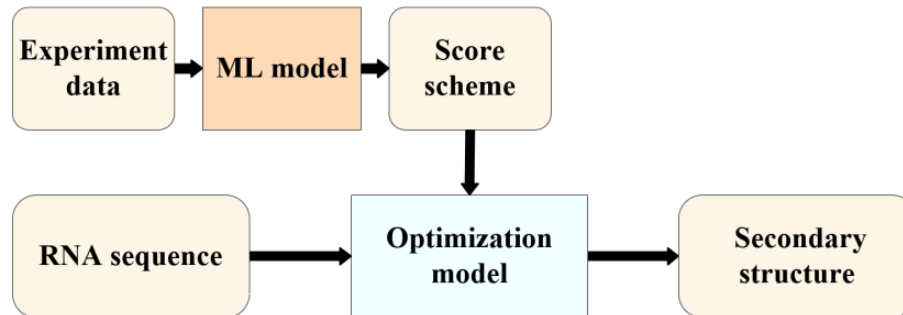 Experiment
data
ML model
Score
scheme
RNA sequence
Optimization
model
Secondary
structure